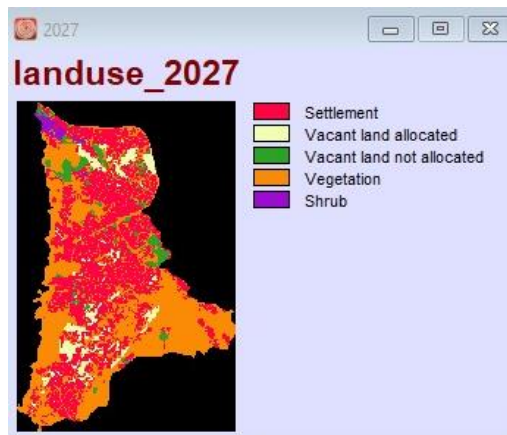 2027
landuse_2027
Settlement
Vacant land allocated
Vacant land not allocated
Vegetation
Shrub